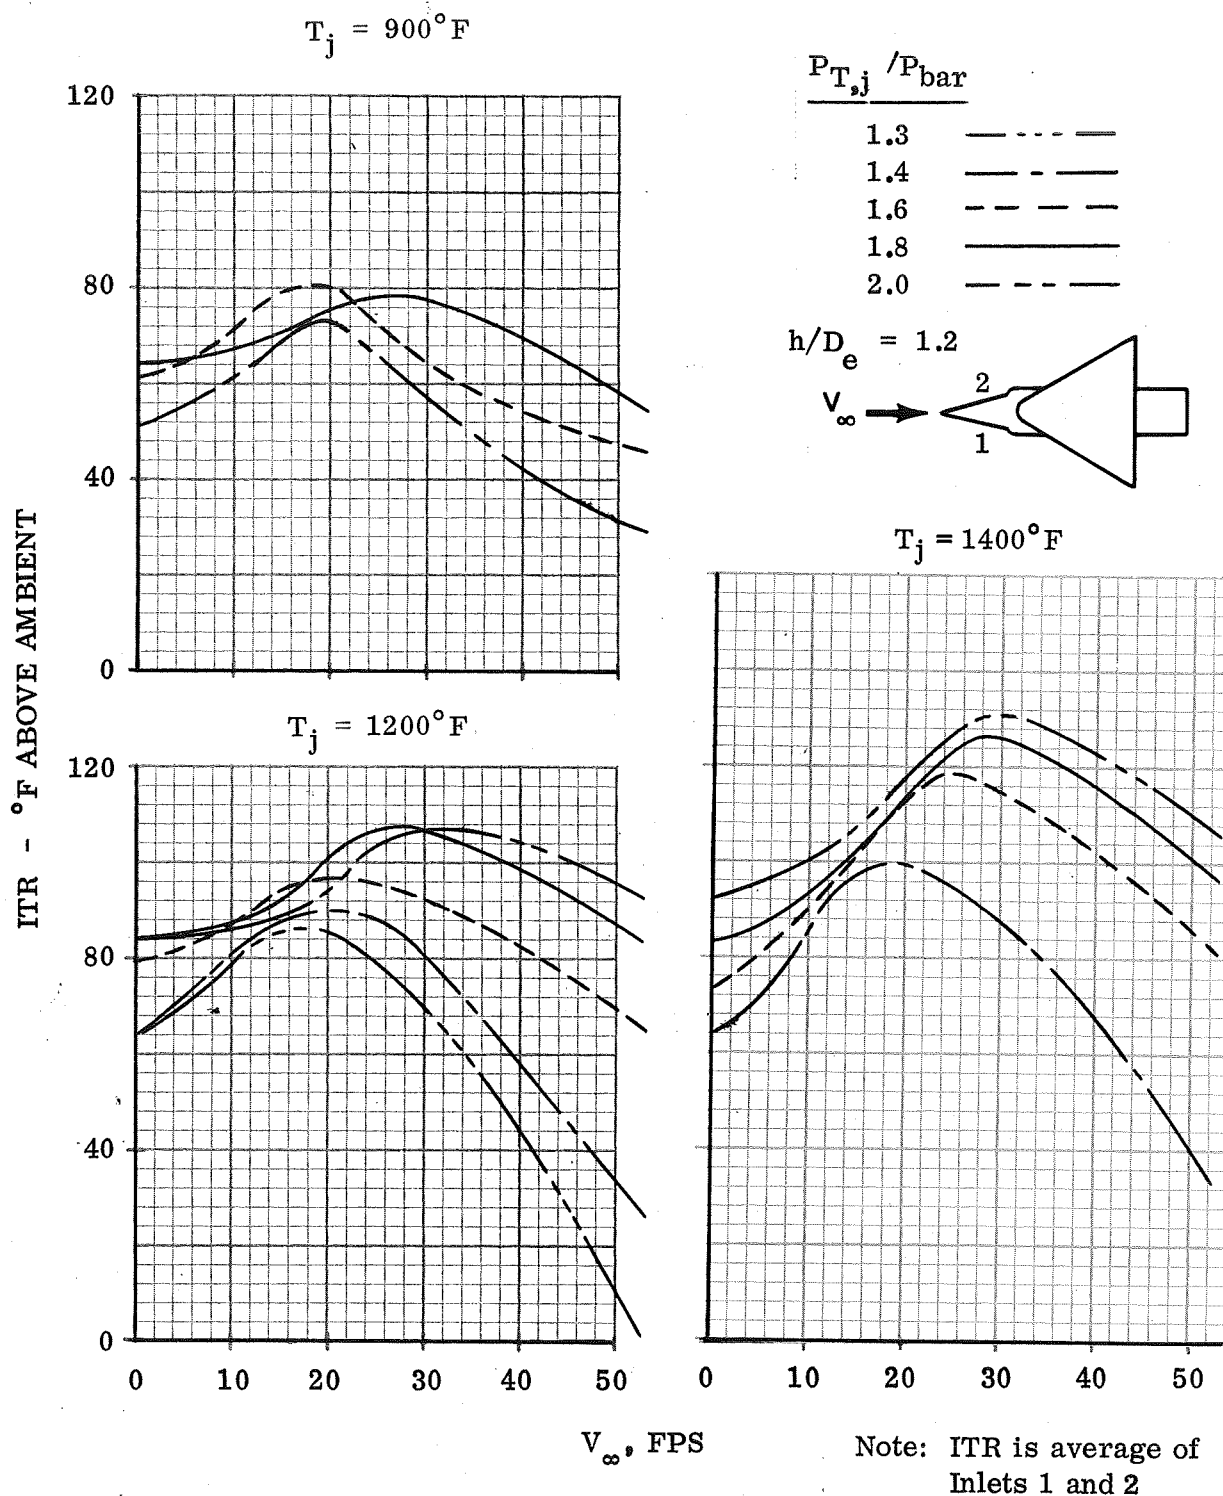 T_j = 900°F
120
80
40
0
P_T,j /P_bar
1.3
1.4
1.6
1.8
2.0
h/D_e = 1.2
V_∞
2
1
ITR - °F ABOVE AMBIENT
T_j = 1200°F
120
80
40
0
0 10 20 30 40 50
T_j = 1400°F
0 10 20 30 40 50
V_∞, FPS
Note: ITR is average of
Inlets 1 and 2